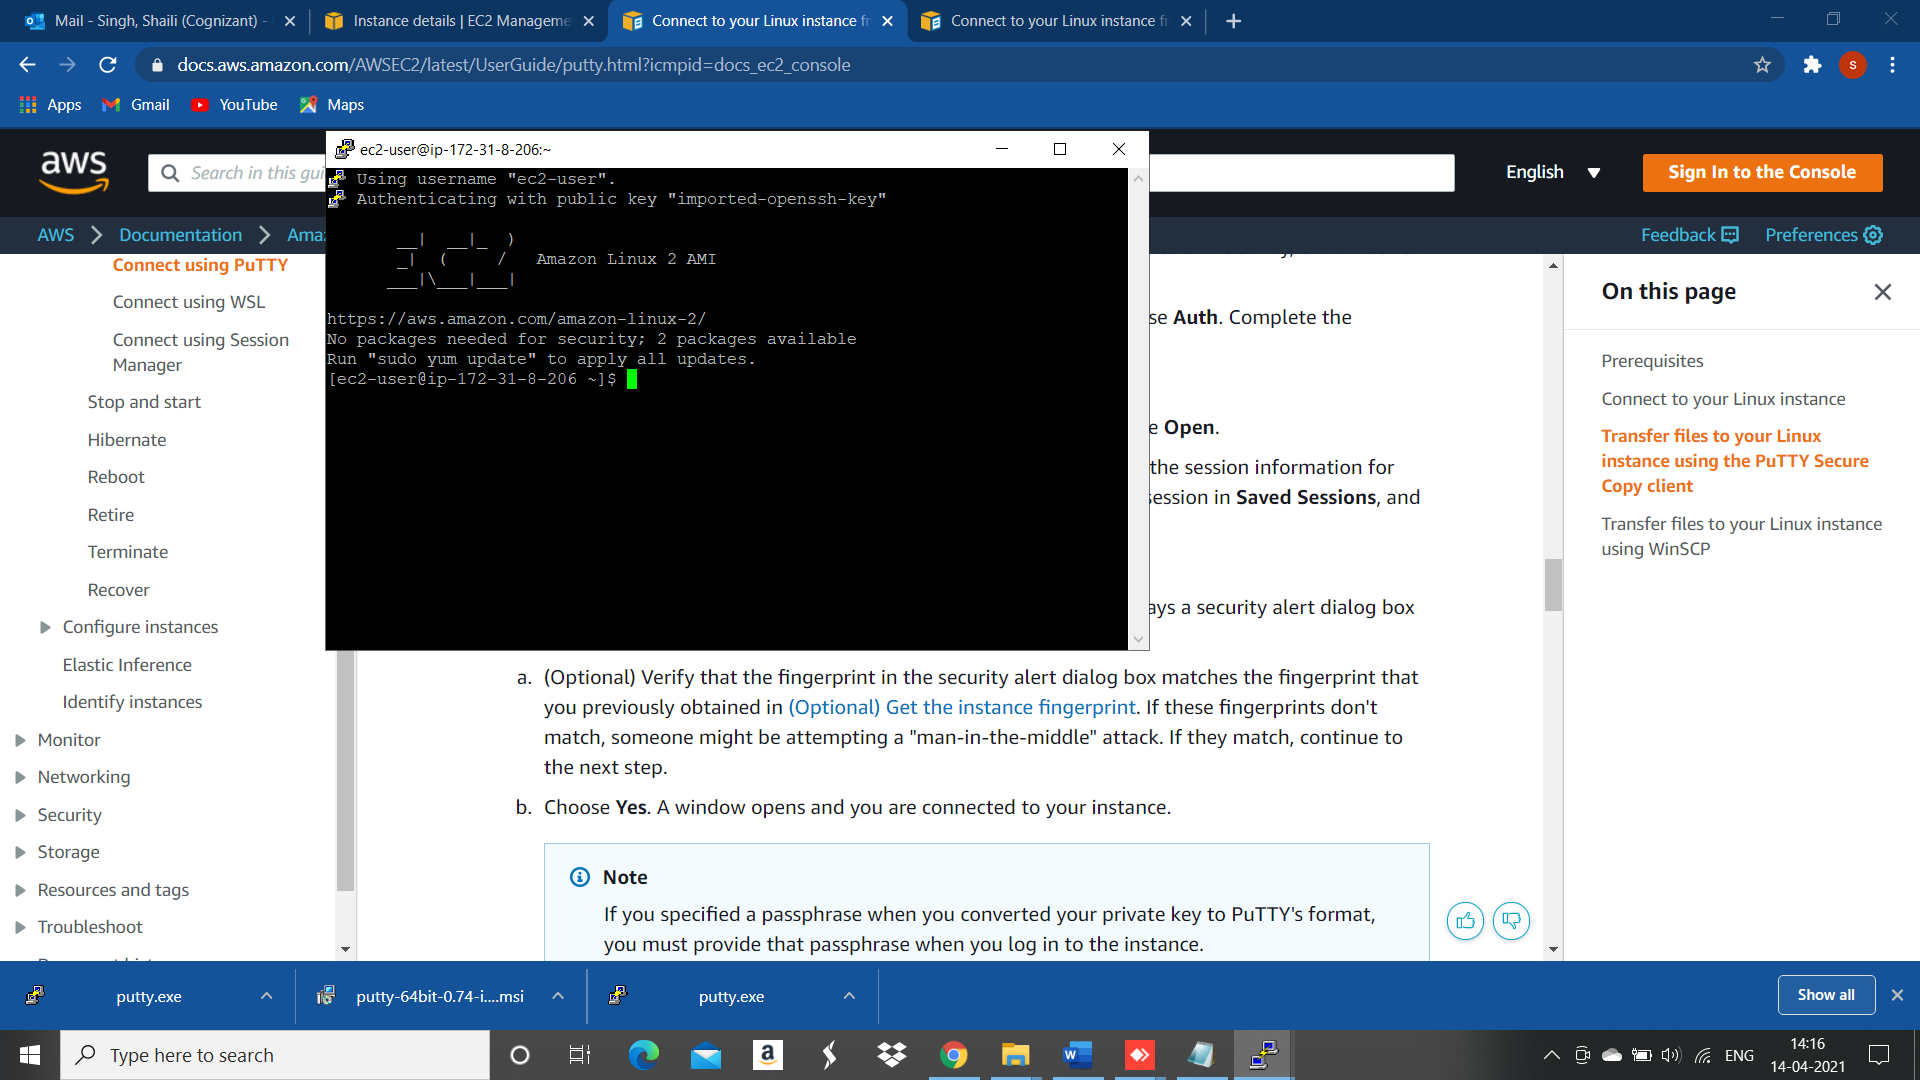 Mail - Singh, Shaili (Cognizant) -
Instance details | EC2 Manageme
Connect to your Linux instance fr
Connect to your Linux instance fr
docs.aws.amazon.com/AWSEC2/latest/UserGuide/putty.html?icmpid=docs_ec2_console
s
Apps
Gmail
YouTube
Maps
aws
Search in this gui
English
Sign In to the Console
AWS
Documentation
Amaz
Feedback
Preferences
Connect using PuTTY
Connect using WSL
Connect using Session
Manager
Stop and start
Hibernate
Reboot
Retire
Terminate
Recover
Configure instances
Elastic Inference
Identify instances
Monitor
Networking
Security
Storage
Resources and tags
Troubleshoot
ec2-user@ip-172-31-8-206:~
Using username "ec2-user".
Authenticating with public key "imported-openssh-key"
__|  __|_  )
_|  (     /   Amazon Linux 2 AMI
___|\___|___|
https://aws.amazon.com/amazon-linux-2/
No packages needed for security; 2 packages available
Run "sudo yum update" to apply all updates.
[ec2-user@ip-172-31-8-206 ~]$
se Auth. Complete the
e Open.
the session information for
session in Saved Sessions, and
ays a security alert dialog box
a. (Optional) Verify that the fingerprint in the security alert dialog box matches the fingerprint that
you previously obtained in (Optional) Get the instance fingerprint. If these fingerprints don't
match, someone might be attempting a "man-in-the-middle" attack. If they match, continue to
the next step.
b. Choose Yes. A window opens and you are connected to your instance.
Note
If you specified a passphrase when you converted your private key to PuTTY's format,
you must provide that passphrase when you log in to the instance.
On this page
Prerequisites
Connect to your Linux instance
Transfer files to your Linux
instance using the PuTTY Secure
Copy client
Transfer files to your Linux instance
using WinSCP
putty.exe
putty-64bit-0.74-i....msi
putty.exe
Show all
Type here to search
ENG
14:16
14-04-2021